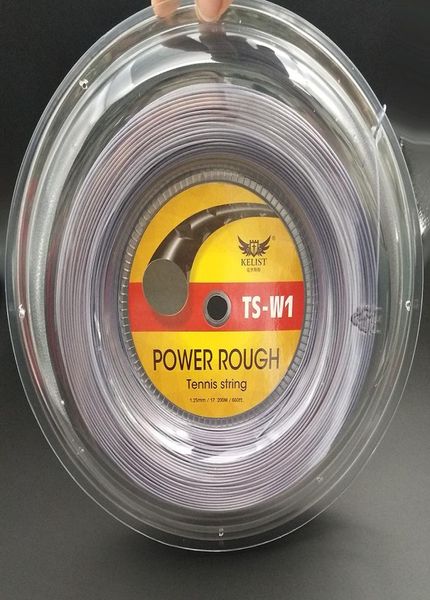 KELIST
TS-W1
POWER ROUGH
Tennis string
1.25mm / 17 200M / 660ft.